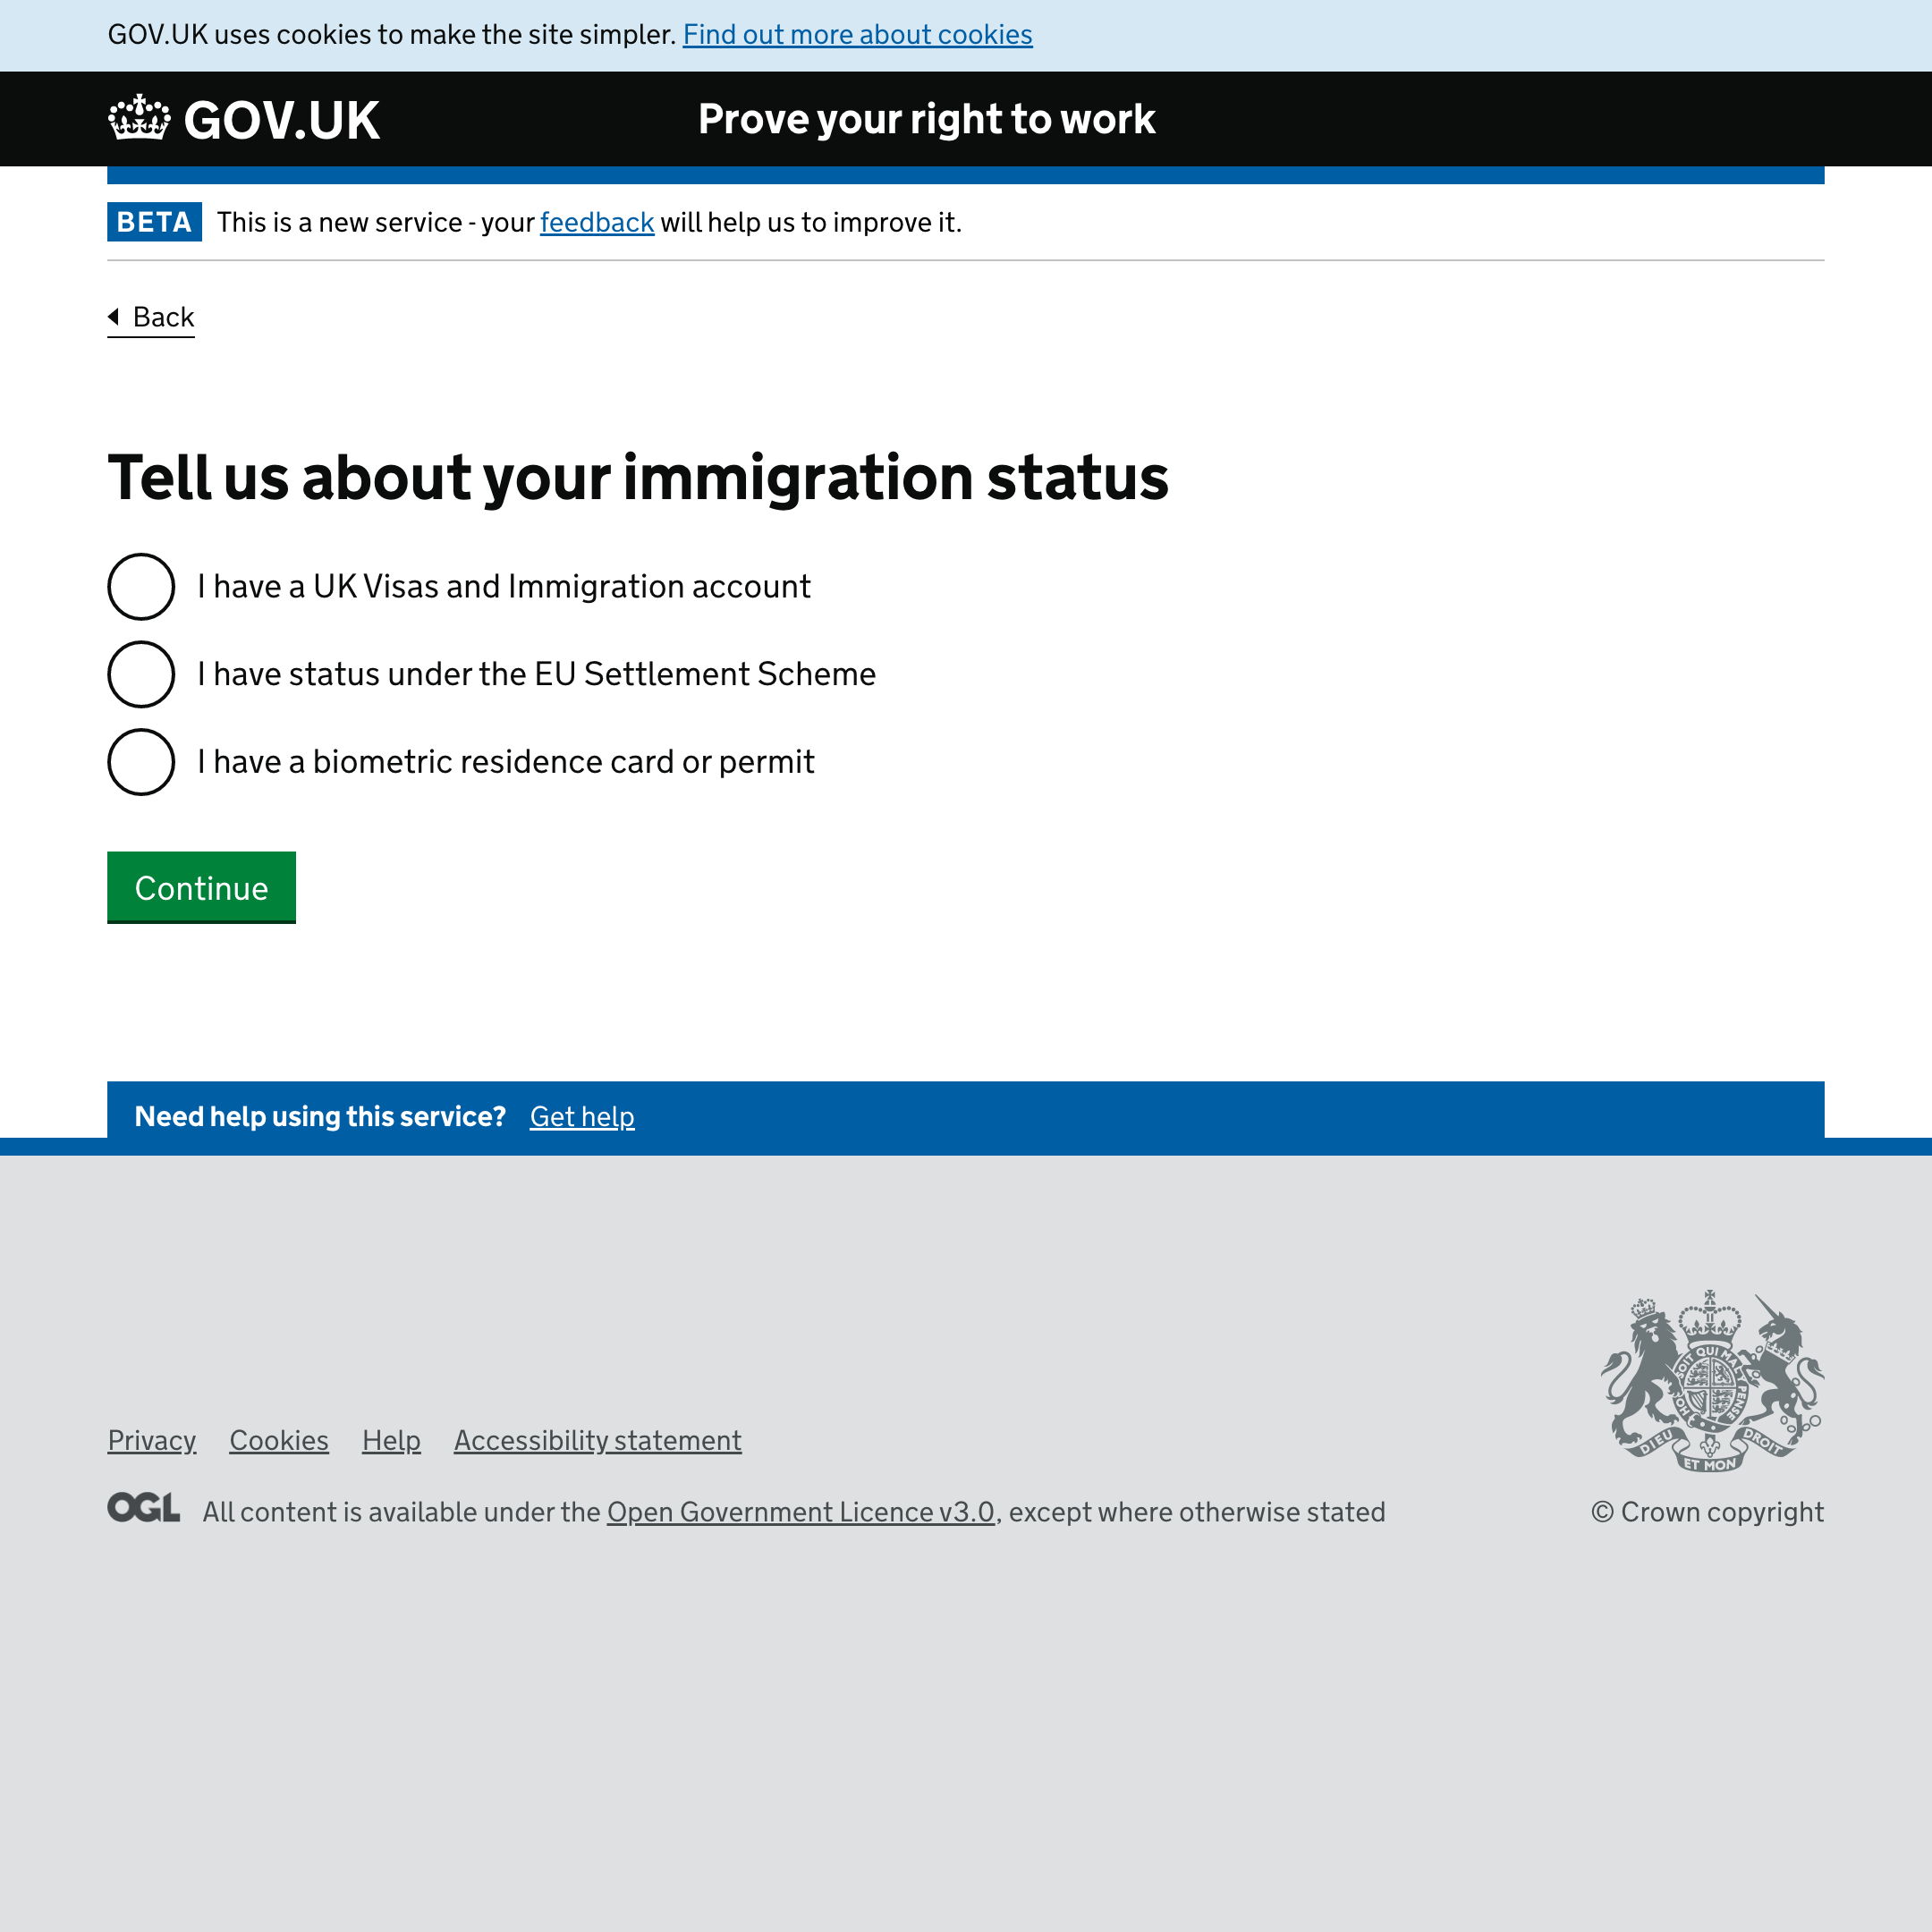 GOV.UK uses cookies to make the site simpler. Find out more about cookies
GOV.UK Prove your right to work
BETA This is a new service - your feedback will help us to improve it.
Back
Tell us about your immigration status
I have a UK Visas and Immigration account
I have status under the EU Settlement Scheme
I have a biometric residence card or permit
Continue
Need help using this service? Get help
SOIT QUI MAL Y PENSE
HON
DIEU ET MON DROIT
Privacy Cookies Help Accessibility statement
OGL All content is available under the Open Government Licence v3.0, except where otherwise stated
© Crown copyright